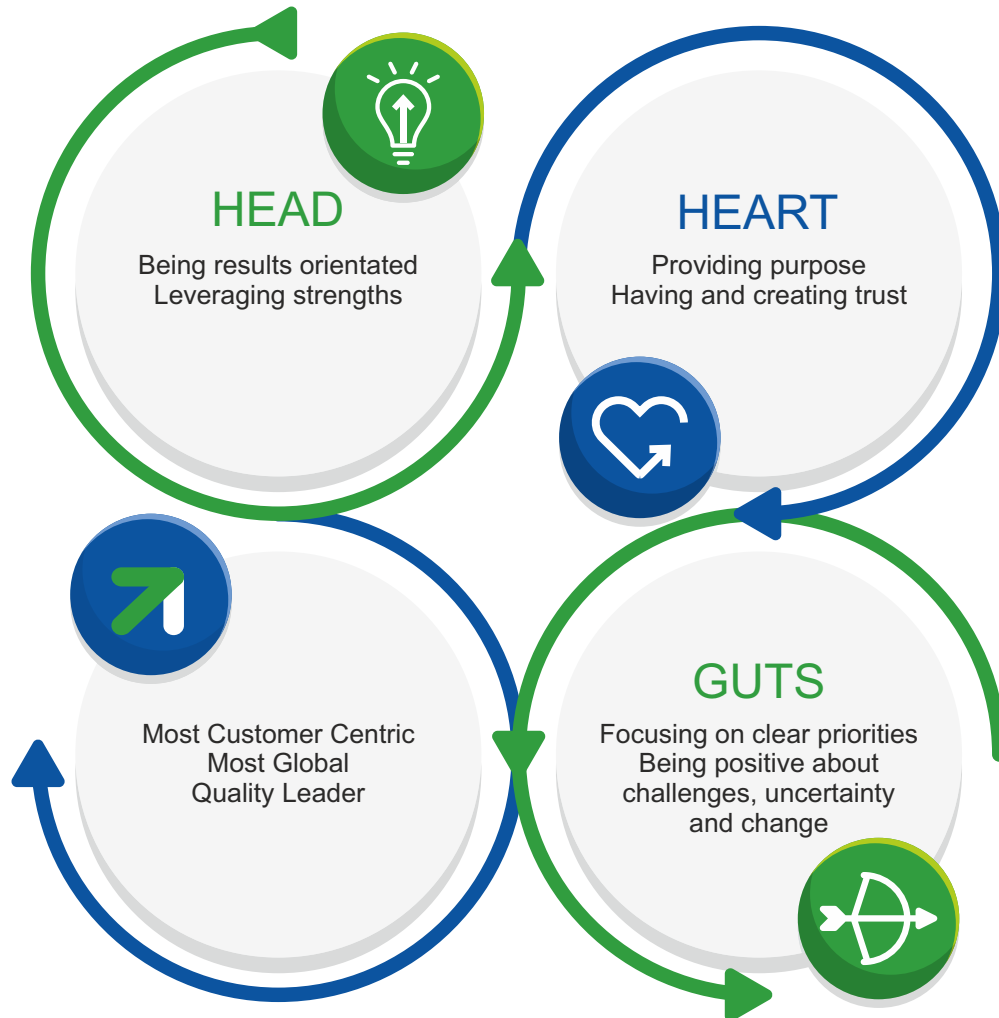 HEAD
Being results orientated
Leveraging strengths
HEART
Providing purpose
Having and creating trust
Most Customer Centric
Most Global
Quality Leader
GUTS
Focusing on clear priorities
Being positive about
challenges, uncertainty
and change